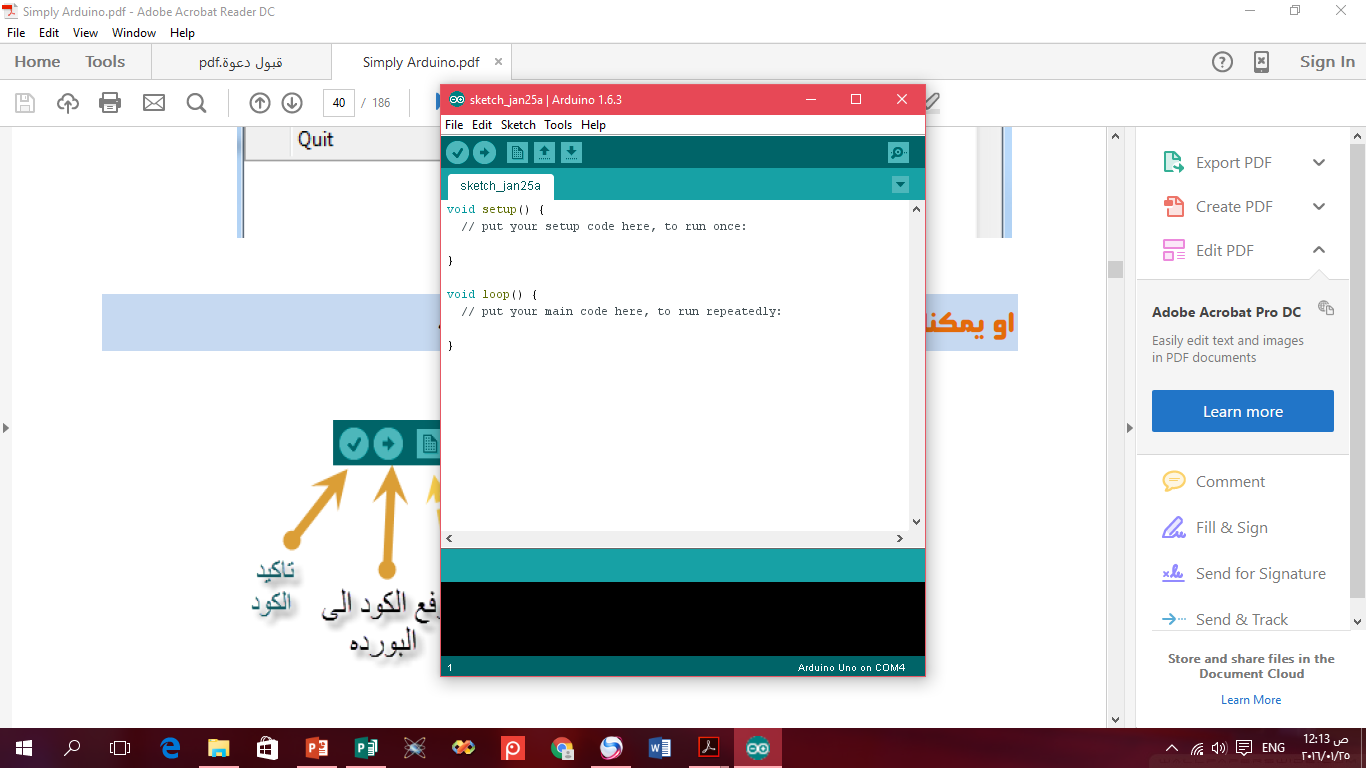 Simply Arduino.pdf - Adobe Acrobat Reader DC
File Edit View Window Help
Home Tools قبول دعوة.pdf Simply Arduino.pdf × Sign In
40 / 186
Quit
او يمكنك
تاكيد
الكود
رفع الكود الى
البورده
sketch_jan25a | Arduino 1.6.3
File Edit Sketch Tools Help
sketch_jan25a
void setup() {
// put your setup code here, to run once:
}
void loop() {
// put your main code here, to run repeatedly:
}
1 Arduino Uno on COM4
Export PDF
Create PDF
Edit PDF
Adobe Acrobat Pro DC
Easily edit text and images
in PDF documents
Learn more
Comment
Fill & Sign
Send for Signature
Send & Track
Store and share files in the
Document Cloud
Learn More
ENG
12:13 ص
٢٠١٦/٠١/٢٥